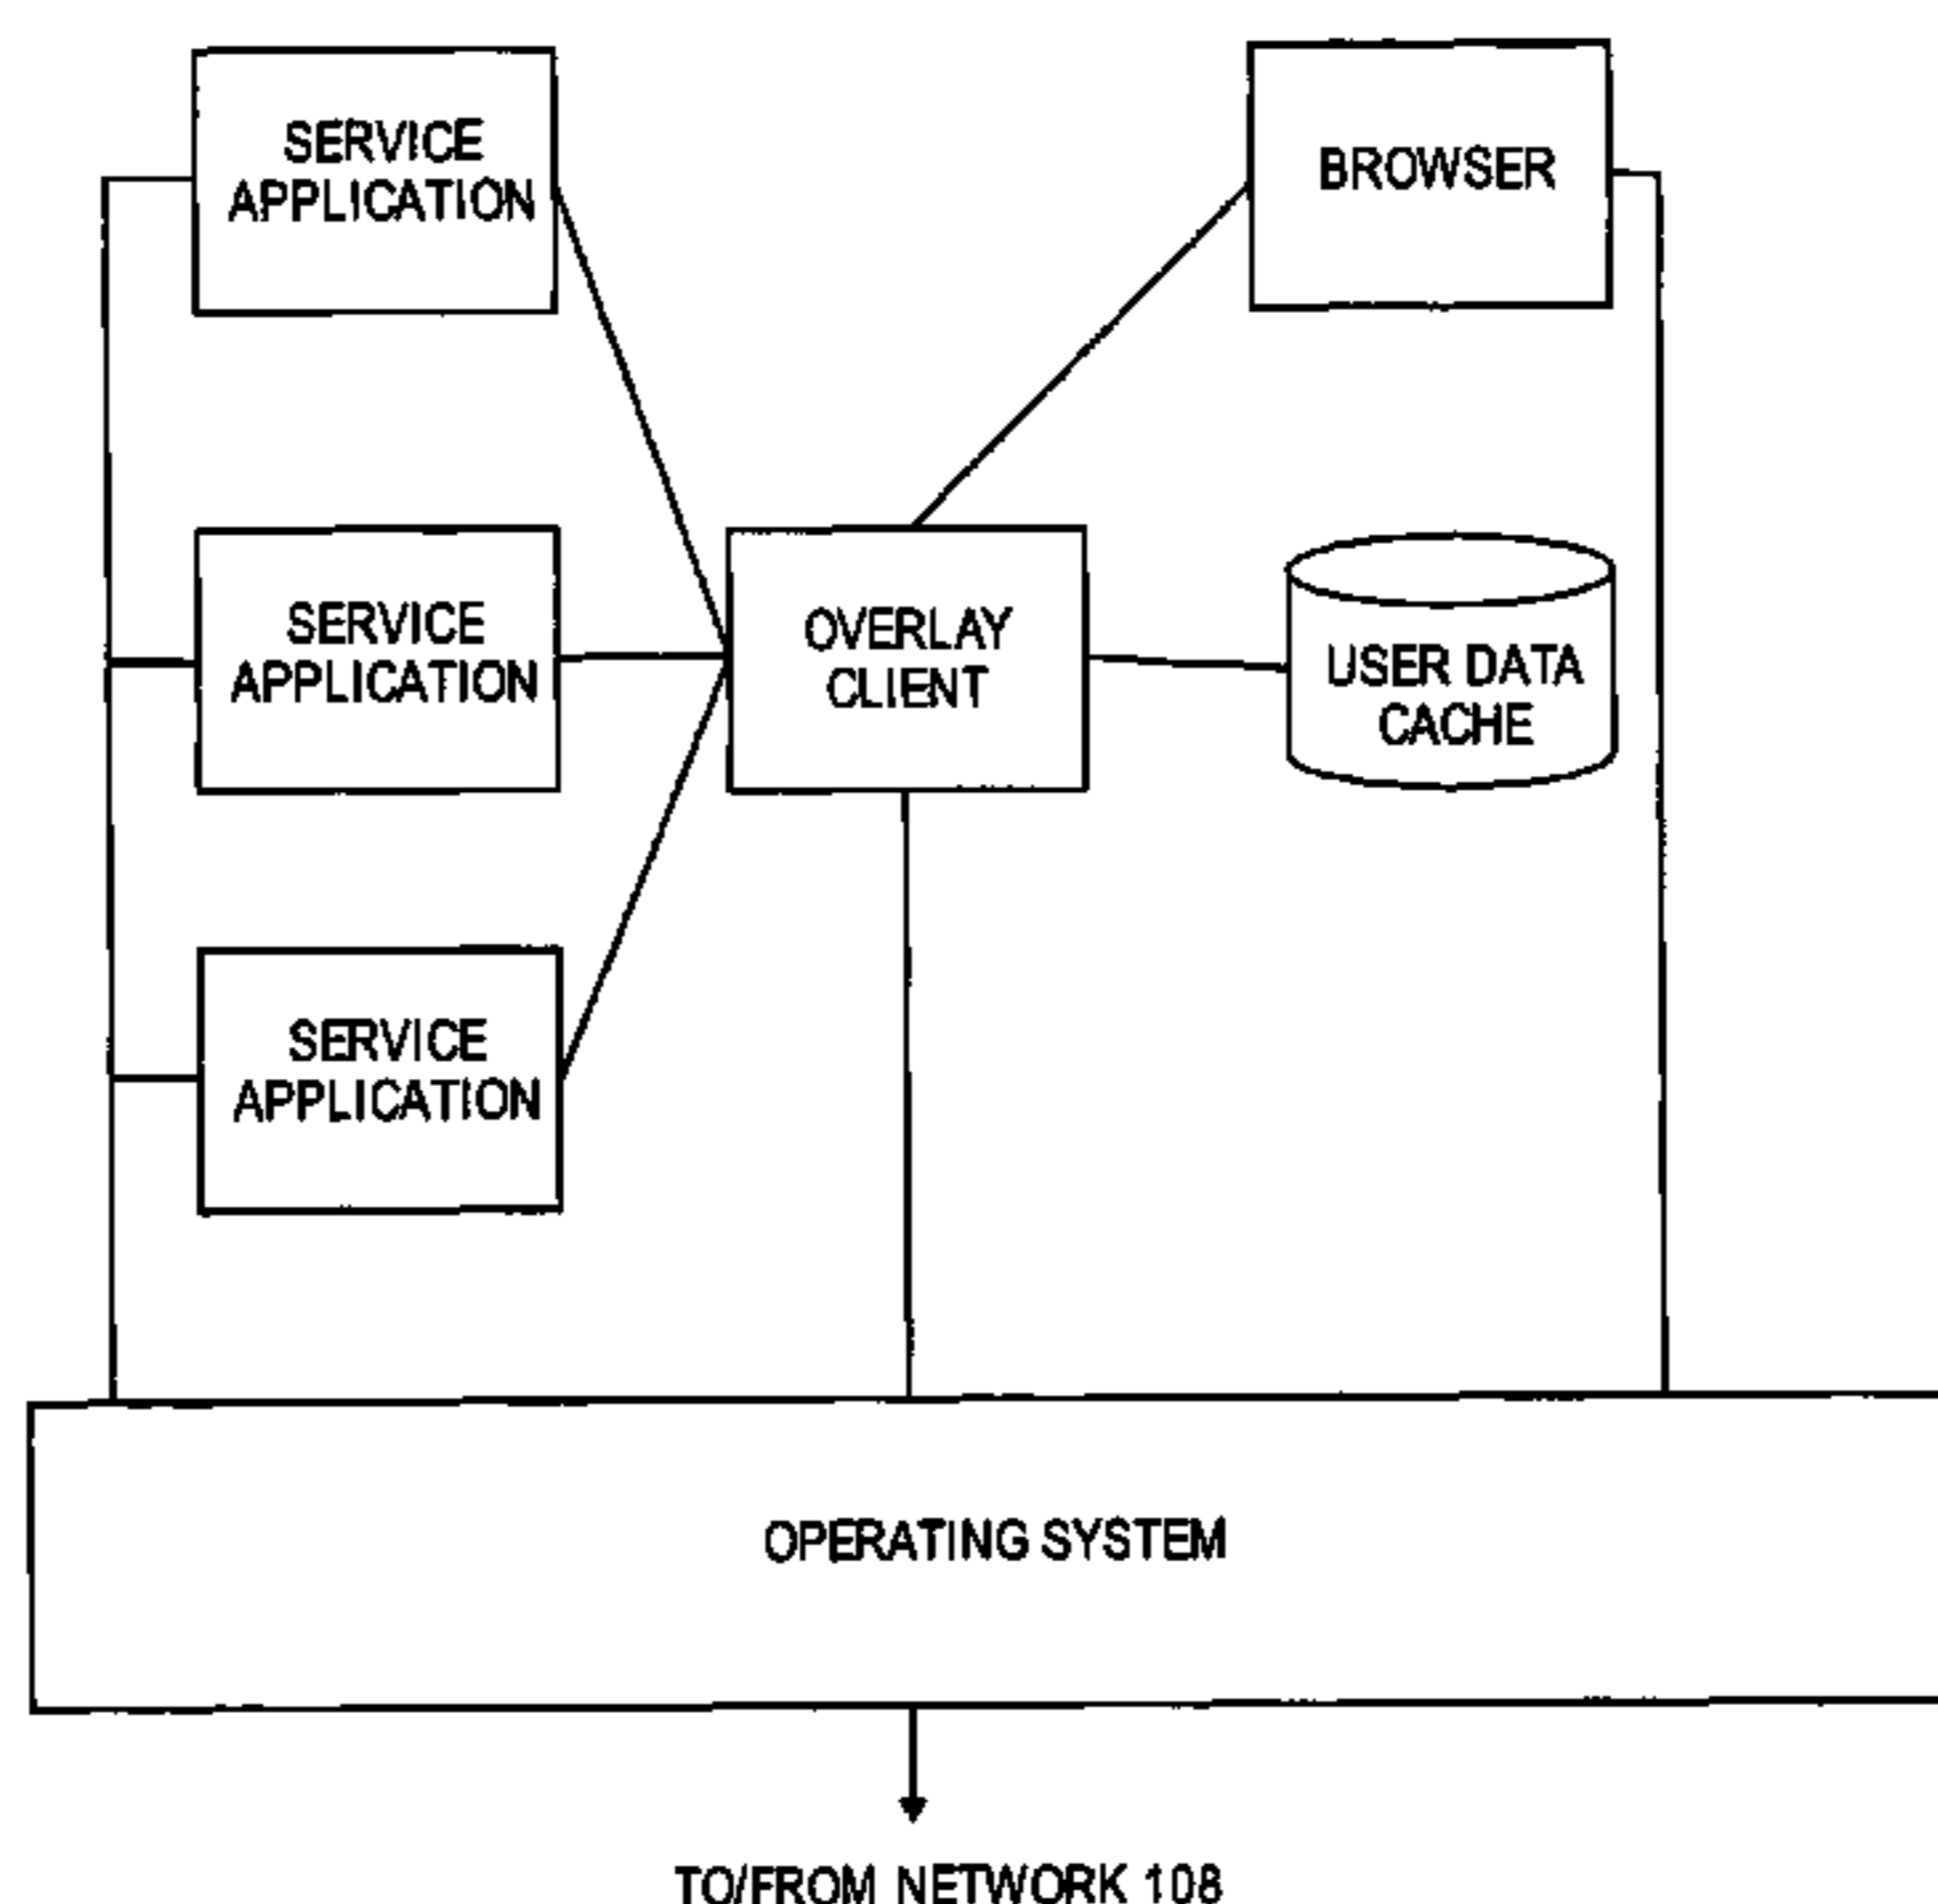 SERVICE
APPLICATION
BROWSER
SERVICE
APPLICATION
OVERLAY
CLIENT
USER DATA
CACHE
SERVICE
APPLICATION
OPERATING SYSTEM
TO/FROM NETWORK 108